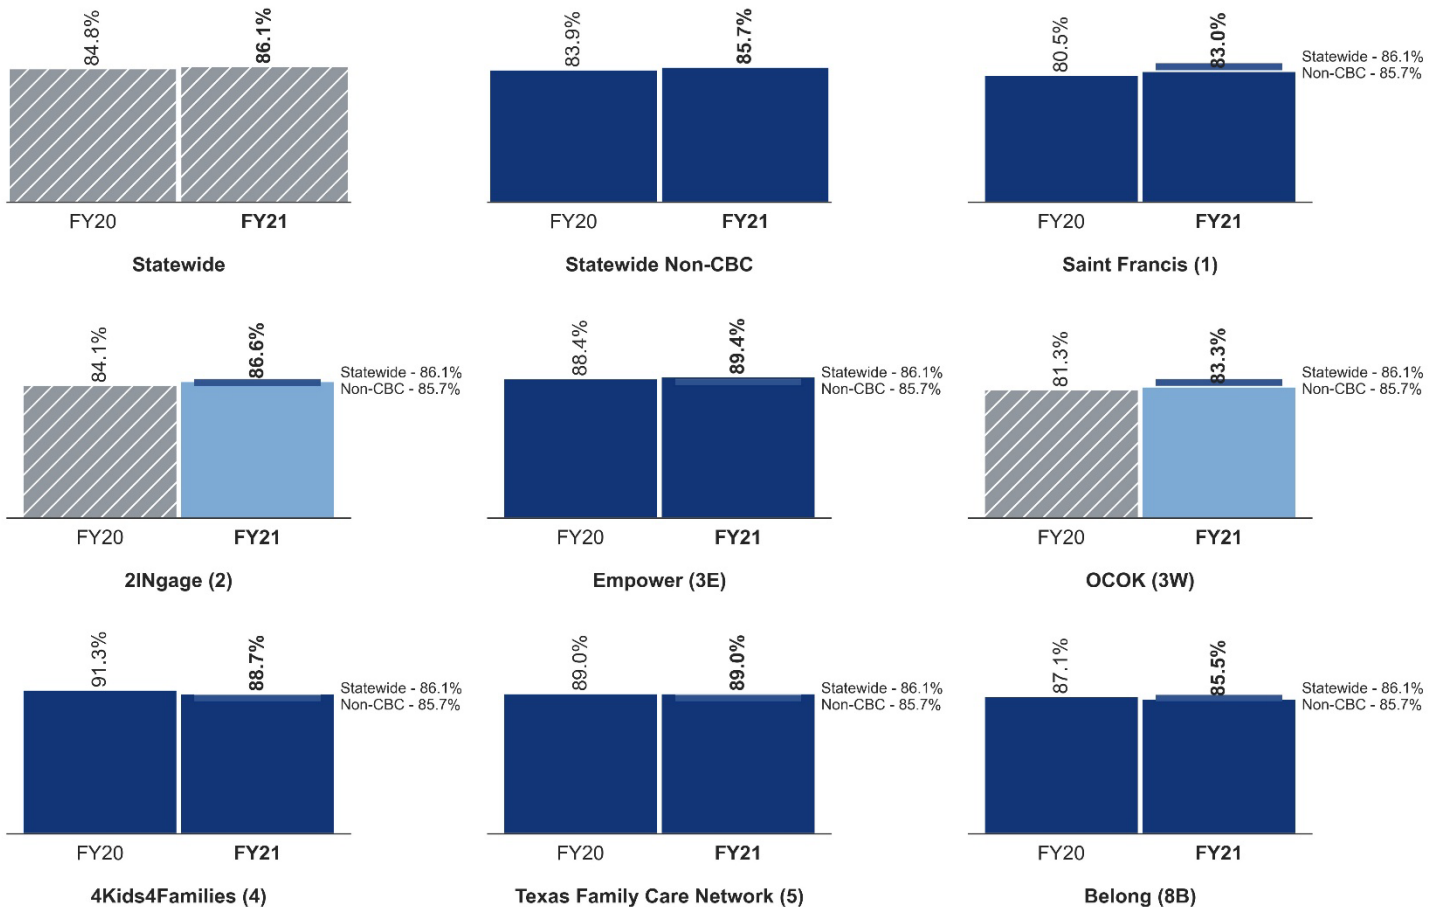 84.8%
86.1%
FY20
FY21
Statewide
83.9%
85.7%
FY20
FY21
Statewide Non-CBC
80.5%
83.0%
Statewide - 86.1%
Non-CBC - 85.7%
FY20
FY21
Saint Francis (1)
84.1%
86.6%
Statewide - 86.1%
Non-CBC - 85.7%
FY20
FY21
2INgage (2)
88.4%
89.4%
Statewide - 86.1%
Non-CBC - 85.7%
FY20
FY21
Empower (3E)
81.3%
83.3%
Statewide - 86.1%
Non-CBC - 85.7%
FY20
FY21
OCOK (3W)
91.3%
88.7%
Statewide - 86.1%
Non-CBC - 85.7%
FY20
FY21
4Kids4Families (4)
89.0%
89.0%
Statewide - 86.1%
Non-CBC - 85.7%
FY20
FY21
Texas Family Care Network (5)
87.1%
85.5%
Statewide - 86.1%
Non-CBC - 85.7%
FY20
FY21
Belong (8B)